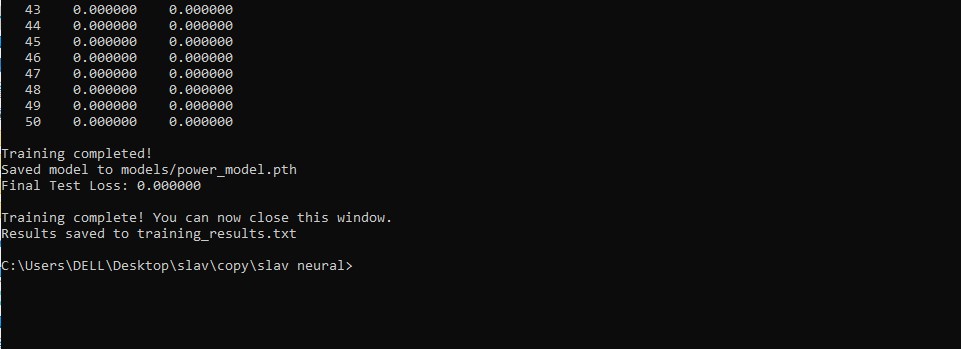 43 0.000000 0.000000
44 0.000000 0.000000
45 0.000000 0.000000
46 0.000000 0.000000
47 0.000000 0.000000
48 0.000000 0.000000
49 0.000000 0.000000
50 0.000000 0.000000
Training completed!
Saved model to models/power_model.pth
Final Test Loss: 0.000000
Training complete! You can now close this window.
Results saved to training_results.txt
C:\Users\DELL\Desktop\slav\copy\slav neural>